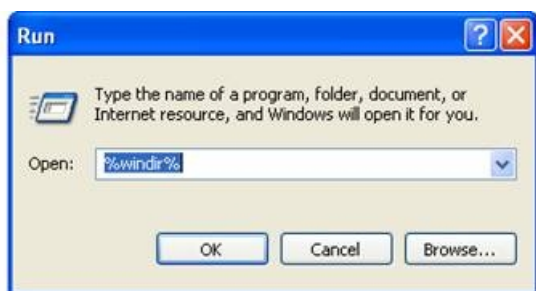 Run
Type the name of a program, folder, document, or
Internet resource, and Windows will open it for you.
Open: %windir%
OK Cancel Browse...